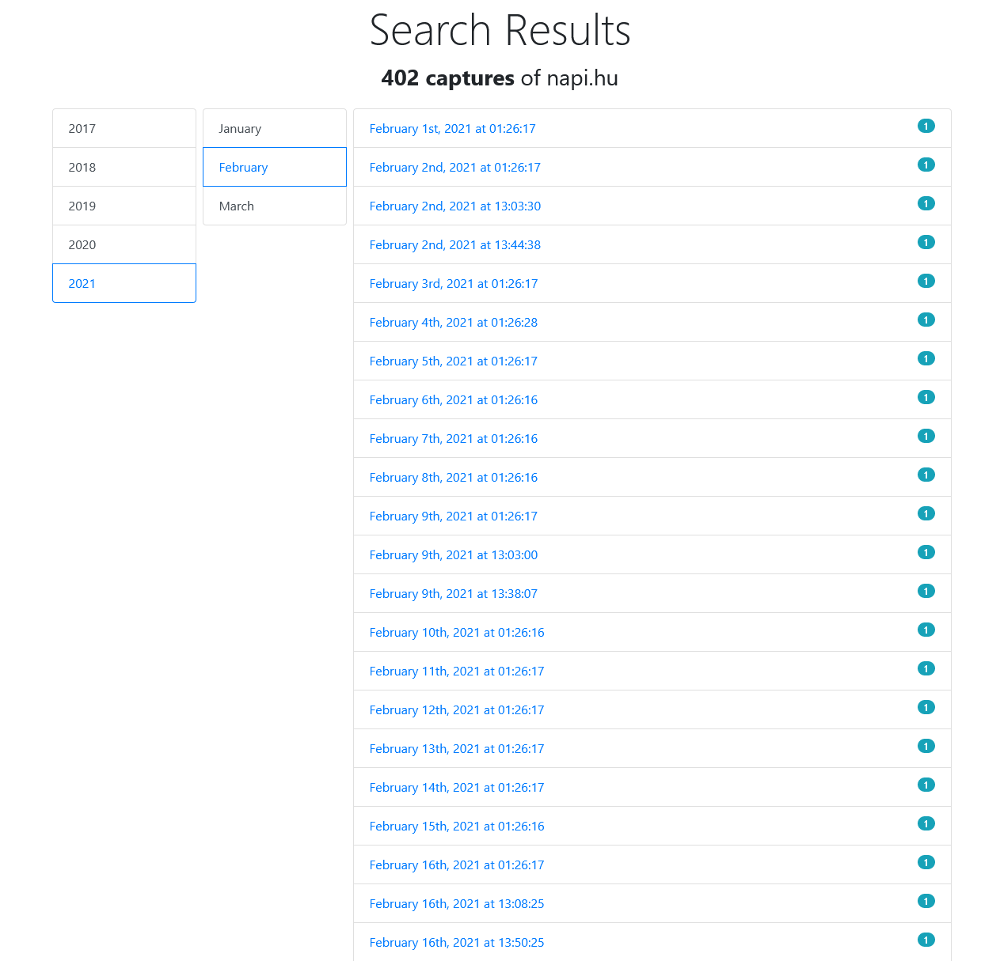 Search Results
402 captures of napi.hu
2017
2018
2019
2020
2021
January
February
March
February 1st, 2021 at 01:26:17 1
February 2nd, 2021 at 01:26:17 1
February 2nd, 2021 at 13:03:30 1
February 2nd, 2021 at 13:44:38 1
February 3rd, 2021 at 01:26:17 1
February 4th, 2021 at 01:26:28 1
February 5th, 2021 at 01:26:17 1
February 6th, 2021 at 01:26:16 1
February 7th, 2021 at 01:26:16 1
February 8th, 2021 at 01:26:16 1
February 9th, 2021 at 01:26:17 1
February 9th, 2021 at 13:03:00 1
February 9th, 2021 at 13:38:07 1
February 10th, 2021 at 01:26:16 1
February 11th, 2021 at 01:26:17 1
February 12th, 2021 at 01:26:17 1
February 13th, 2021 at 01:26:17 1
February 14th, 2021 at 01:26:17 1
February 15th, 2021 at 01:26:16 1
February 16th, 2021 at 01:26:17 1
February 16th, 2021 at 13:08:25 1
February 16th, 2021 at 13:50:25 1